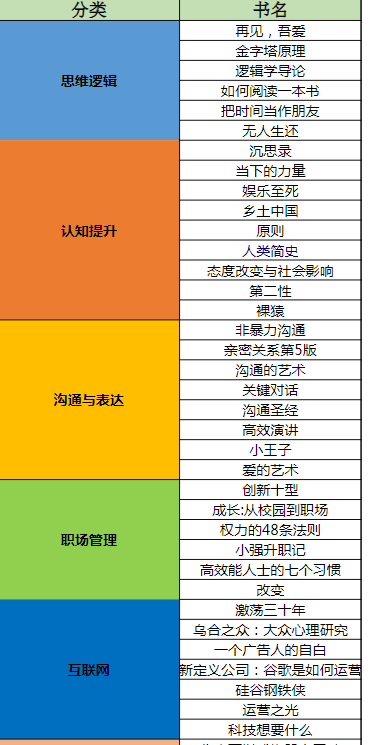 分类 书名
思维逻辑
再见，吾爱
金字塔原理
逻辑学导论
如何阅读一本书
把时间当作朋友
无人生还
认知提升
沉思录
当下的力量
娱乐至死
乡土中国
原则
人类简史
态度改变与社会影响
第二性
裸猿
沟通与表达
非暴力沟通
亲密关系第5版
沟通的艺术
关键对话
沟通圣经
高效演讲
小王子
爱的艺术
职场管理
创新十型
成长:从校园到职场
权力的48条法则
小强升职记
高效能人士的七个习惯
改变
互联网
激荡三十年
乌合之众：大众心理研究
一个广告人的自白
新定义公司：谷歌是如何运营
硅谷钢铁侠
运营之光
科技想要什么